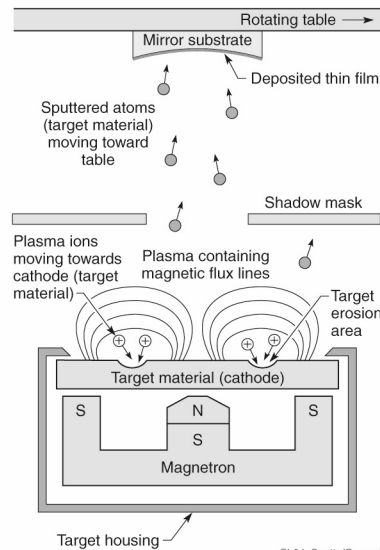 Rotating table
Mirror substrate
Deposited thin film
Sputtered atoms
(target material)
moving toward
table
Shadow mask
Plasma ions
moving towards
cathode (target
material)
Plasma containing
magnetic flux lines
Target
erosion
area
+ + + +
Target material (cathode)
S
N
S
S
Magnetron
Target housing